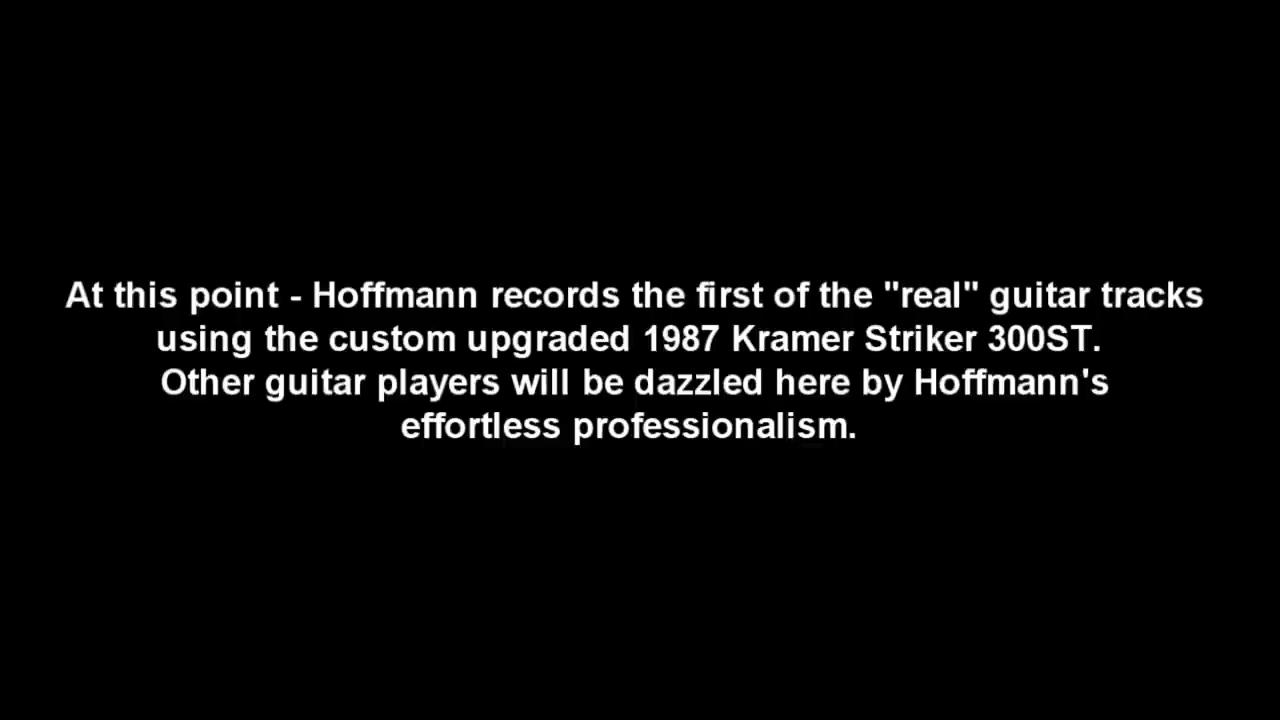 At this point - Hoffmann records the first of the "real" guitar tracks
using the custom upgraded 1987 Kramer Striker 300ST.
Other guitar players will be dazzled here by Hoffmann's
effortless professionalism.